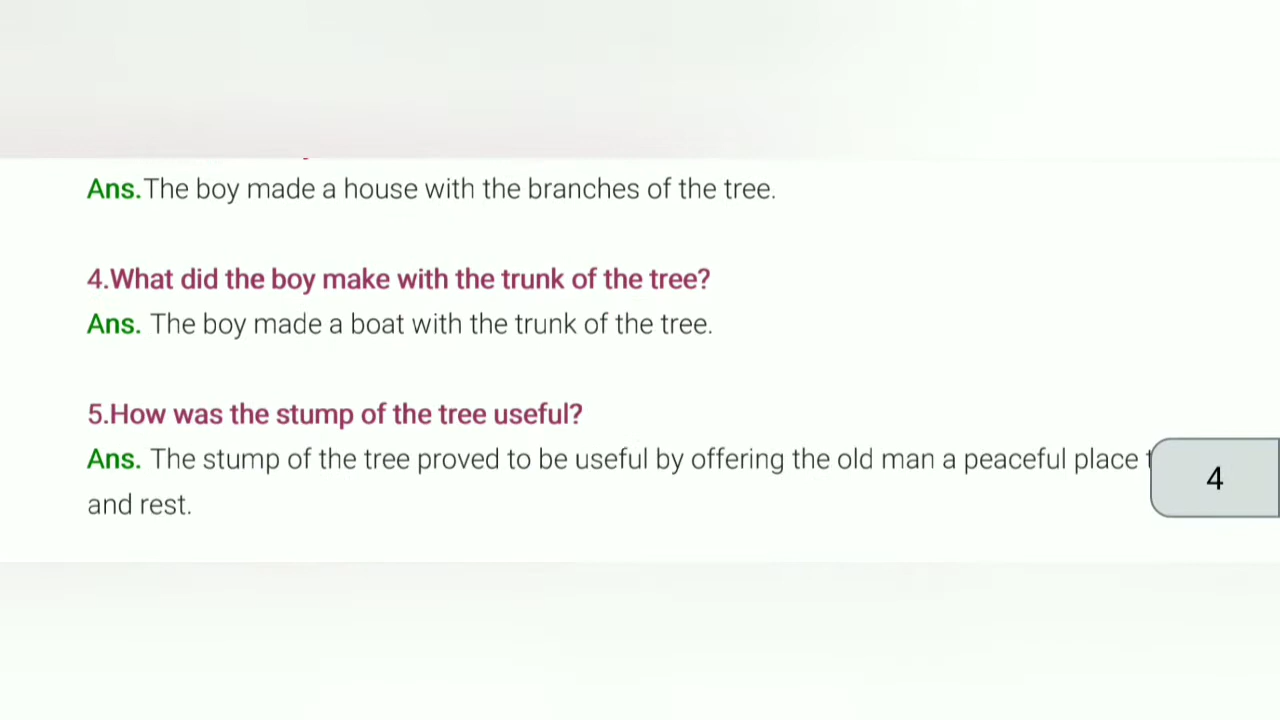 Ans.The boy made a house with the branches of the tree.
4.What did the boy make with the trunk of the tree?
Ans. The boy made a boat with the trunk of the tree.
5.How was the stump of the tree useful?
Ans. The stump of the tree proved to be useful by offering the old man a peaceful place
4
and rest.